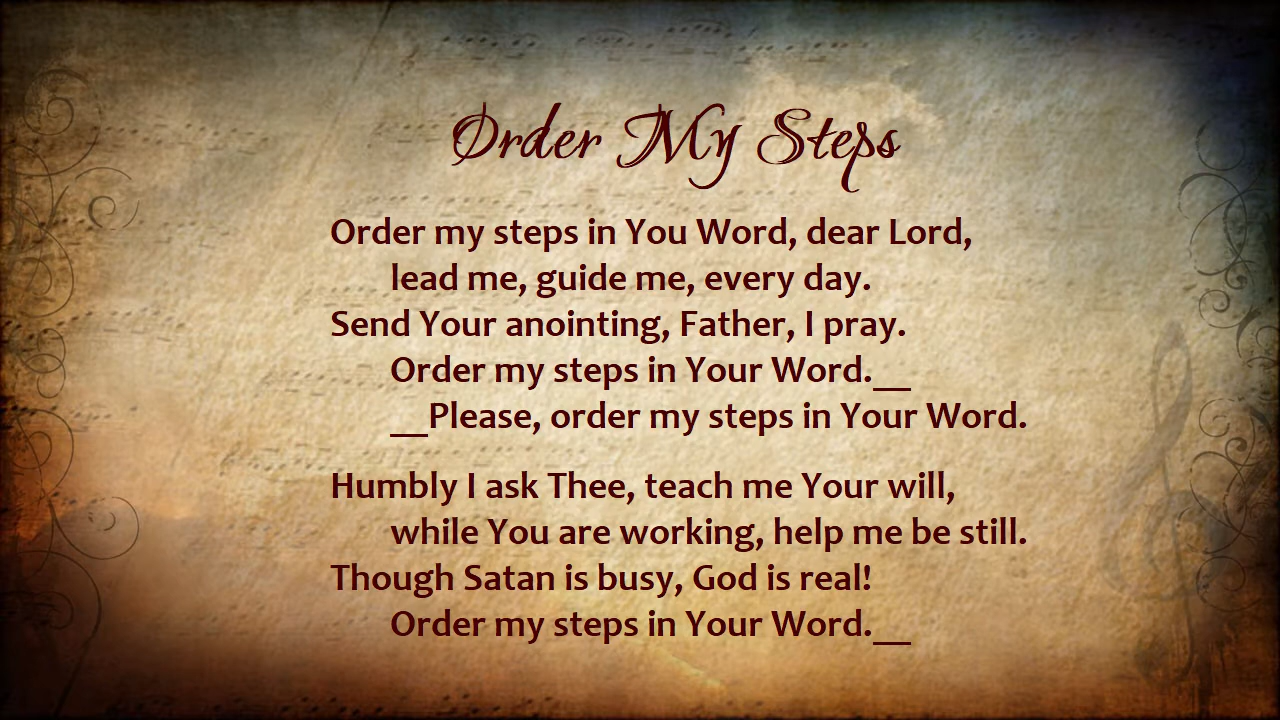 Order My Steps
Order my steps in You Word, dear Lord,
lead me, guide me, every day.
Send Your anointing, Father, I pray.
Order my steps in Your Word.__
__Please, order my steps in Your Word.
Humbly I ask Thee, teach me Your will,
while You are working, help me be still.
Though Satan is busy, God is real!
Order my steps in Your Word.__